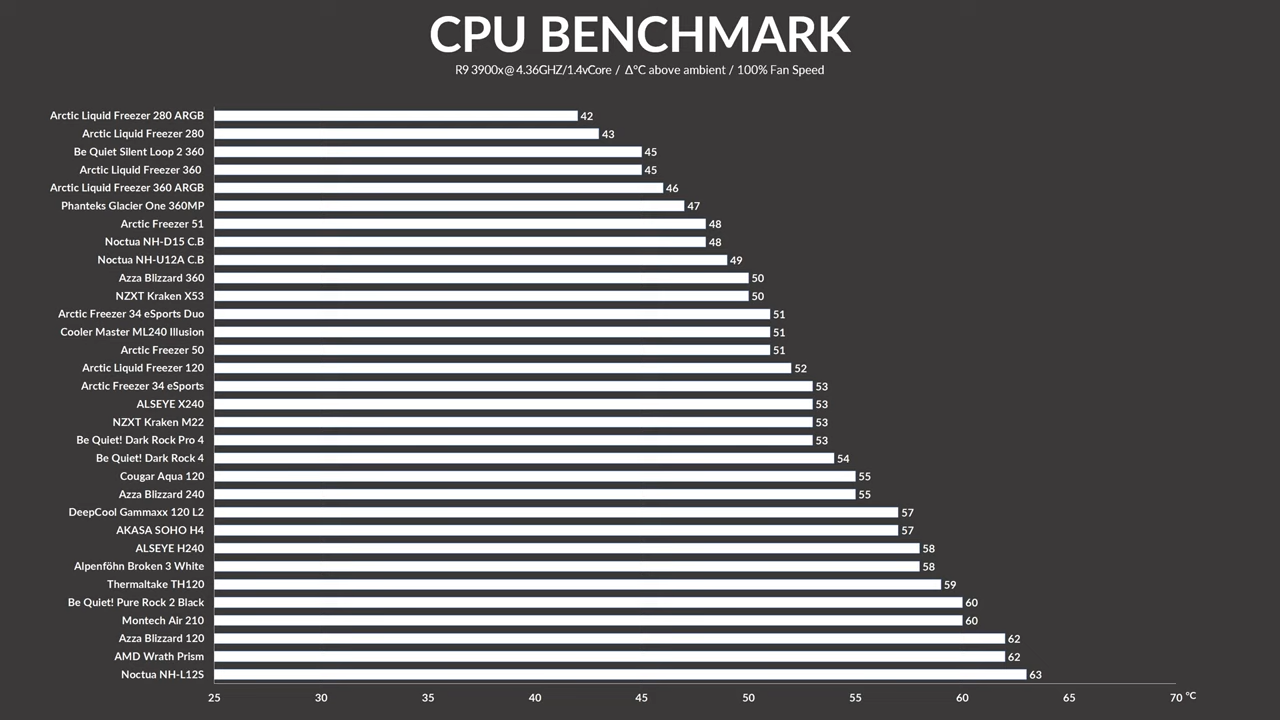 CPU BENCHMARK
R9 3900x@4.36GHZ/1.4vCore / Δ°C above ambient / 100% Fan Speed
Arctic Liquid Freezer 280 ARGB 42
Arctic Liquid Freezer 280 43
Be Quiet Silent Loop 2 360 45
Arctic Liquid Freezer 360 45
Arctic Liquid Freezer 360 ARGB 46
Phanteks Glacier One 360MP 47
Arctic Freezer 51 48
Noctua NH-D15 C.B 48
Noctua NH-U12A C.B 49
Azza Blizzard 360 50
NZXT Kraken X53 50
Arctic Freezer 34 eSports Duo 51
Cooler Master ML240 Illusion 51
Arctic Freezer 50 51
Arctic Liquid Freezer 120 52
Arctic Freezer 34 eSports 53
ALSEYE X240 53
NZXT Kraken M22 53
Be Quiet! Dark Rock Pro 4 53
Be Quiet! Dark Rock 4 54
Cougar Aqua 120 55
Azza Blizzard 240 55
DeepCool Gammaxx 120 L2 57
AKASA SOHO H4 57
ALSEYE H240 58
Alpenföhn Broken 3 White 58
Thermaltake TH120 59
Be Quiet! Pure Rock 2 Black 60
Montech Air 210 60
Azza Blizzard 120 62
AMD Wrath Prism 62
Noctua NH-L12S 63
25 30 35 40 45 50 55 60 65 70 °C